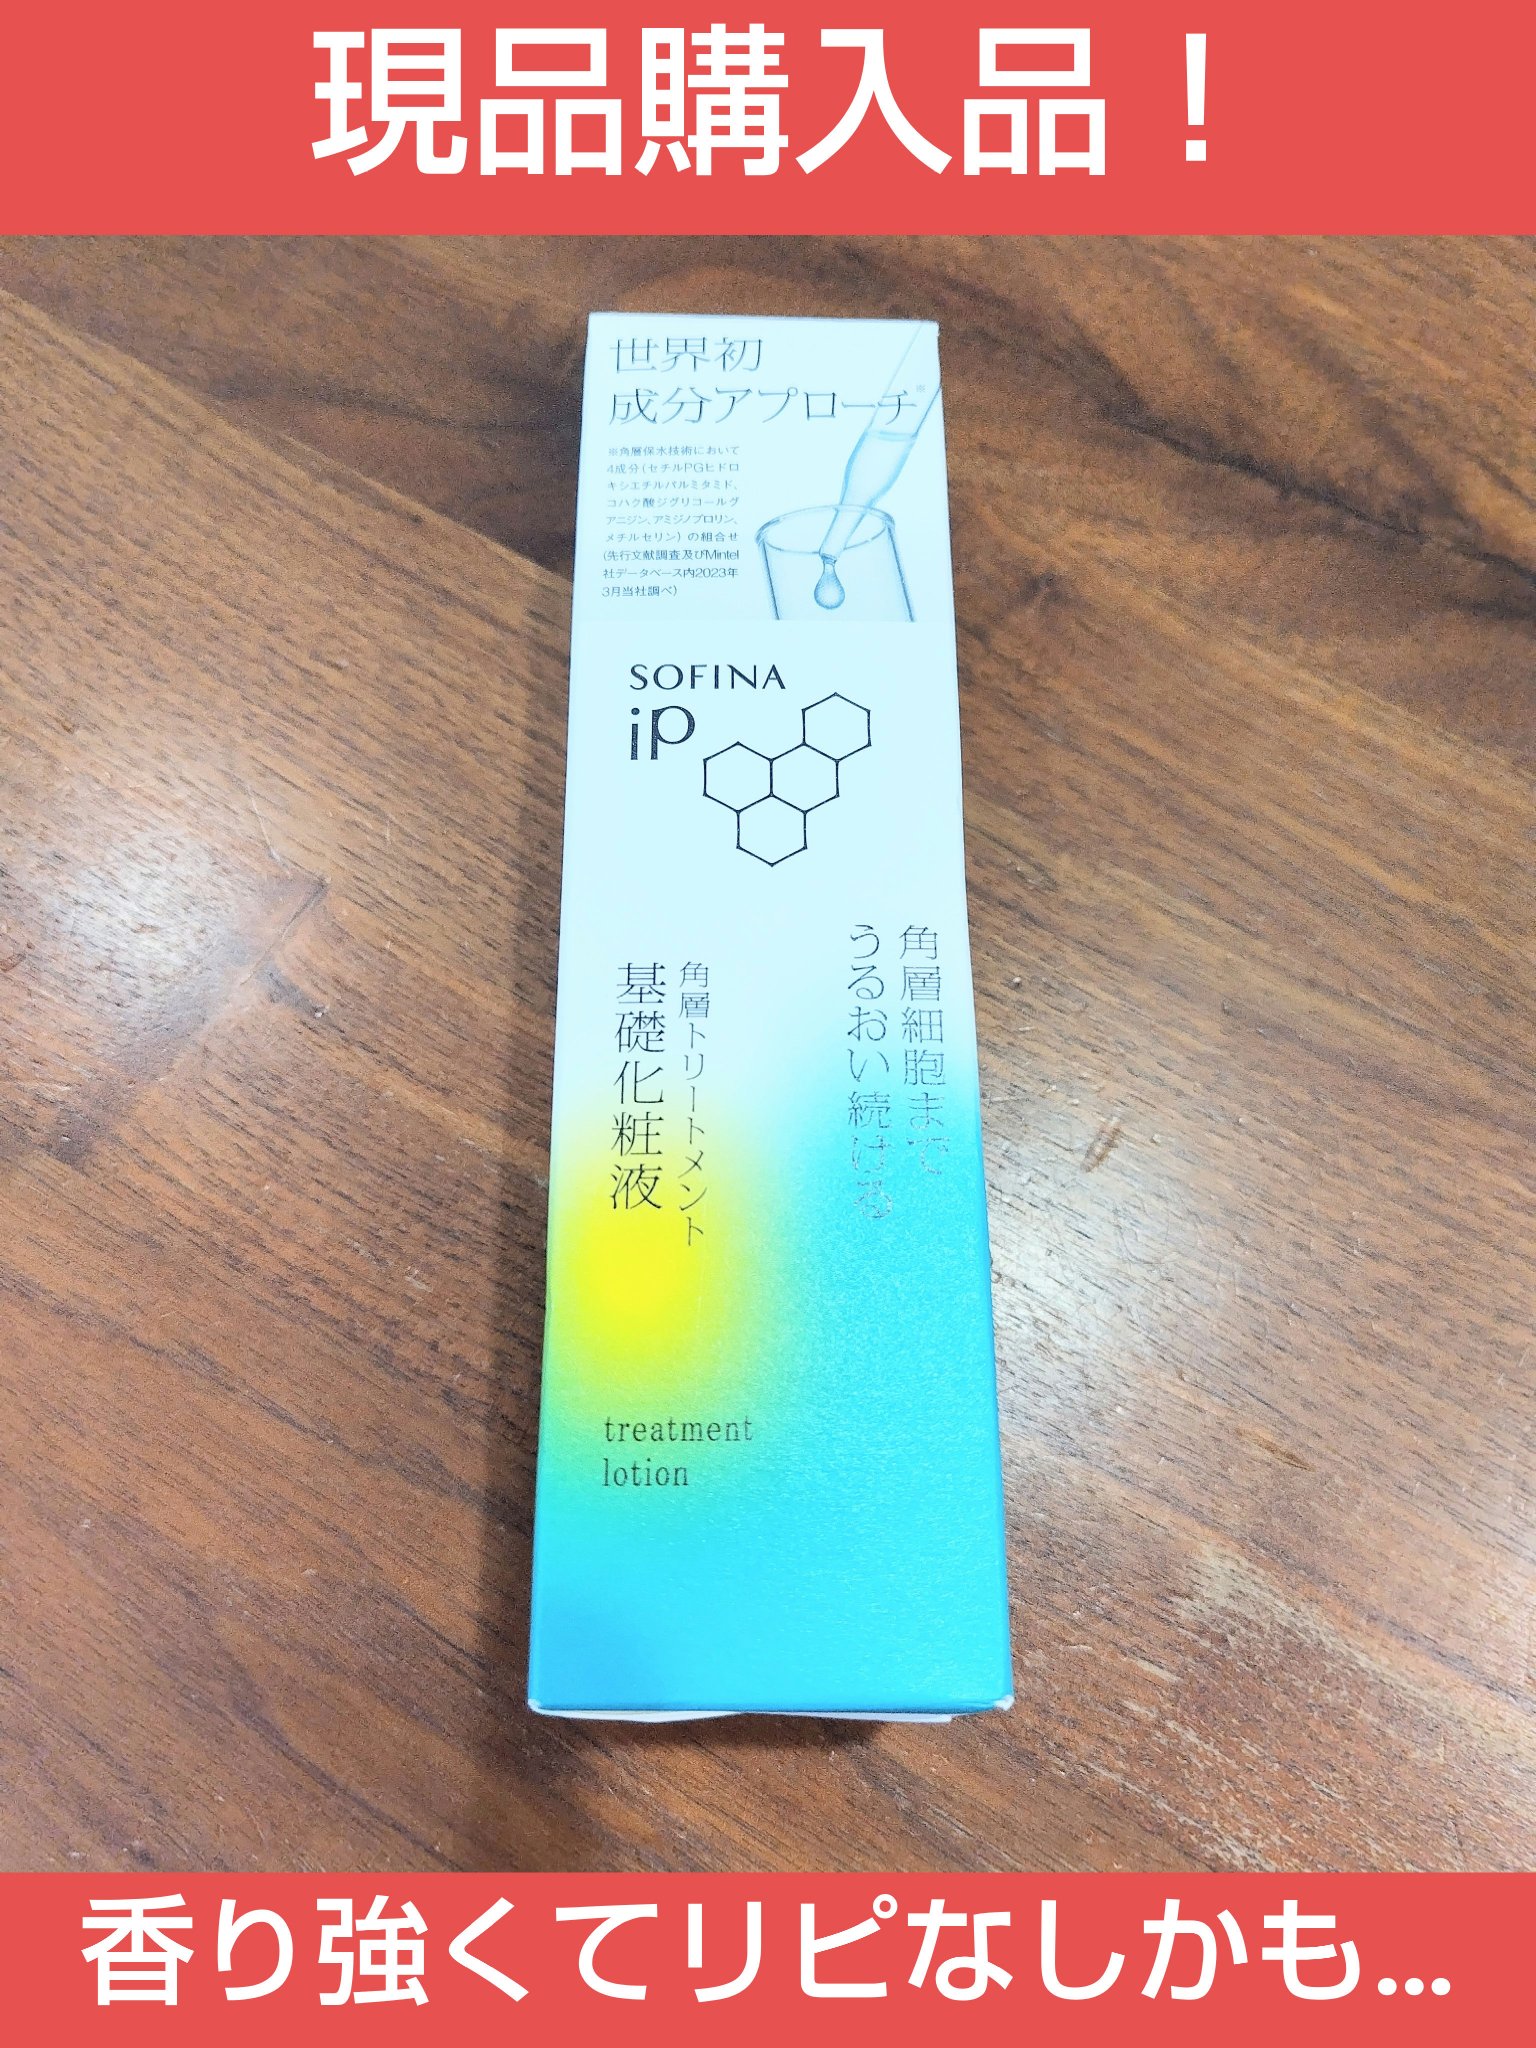 現品購入品！
世界初
成分アプローチ※
※角層保水技術において
4成分(セチルPGヒドロ
キシエチルパルミタミド、
コハク酸ジグリコールグ
アニジン、アミジノプロリン、
メチルセリン)の組合せ
(先行文献調査及びMintel
社データベース内2023年
3月当社調べ)
SOFINA
iP
角層細胞まで
うるおい続ける
角層トリートメント
基礎化粧液
treatment
lotion
香り強くてリピなしかも...